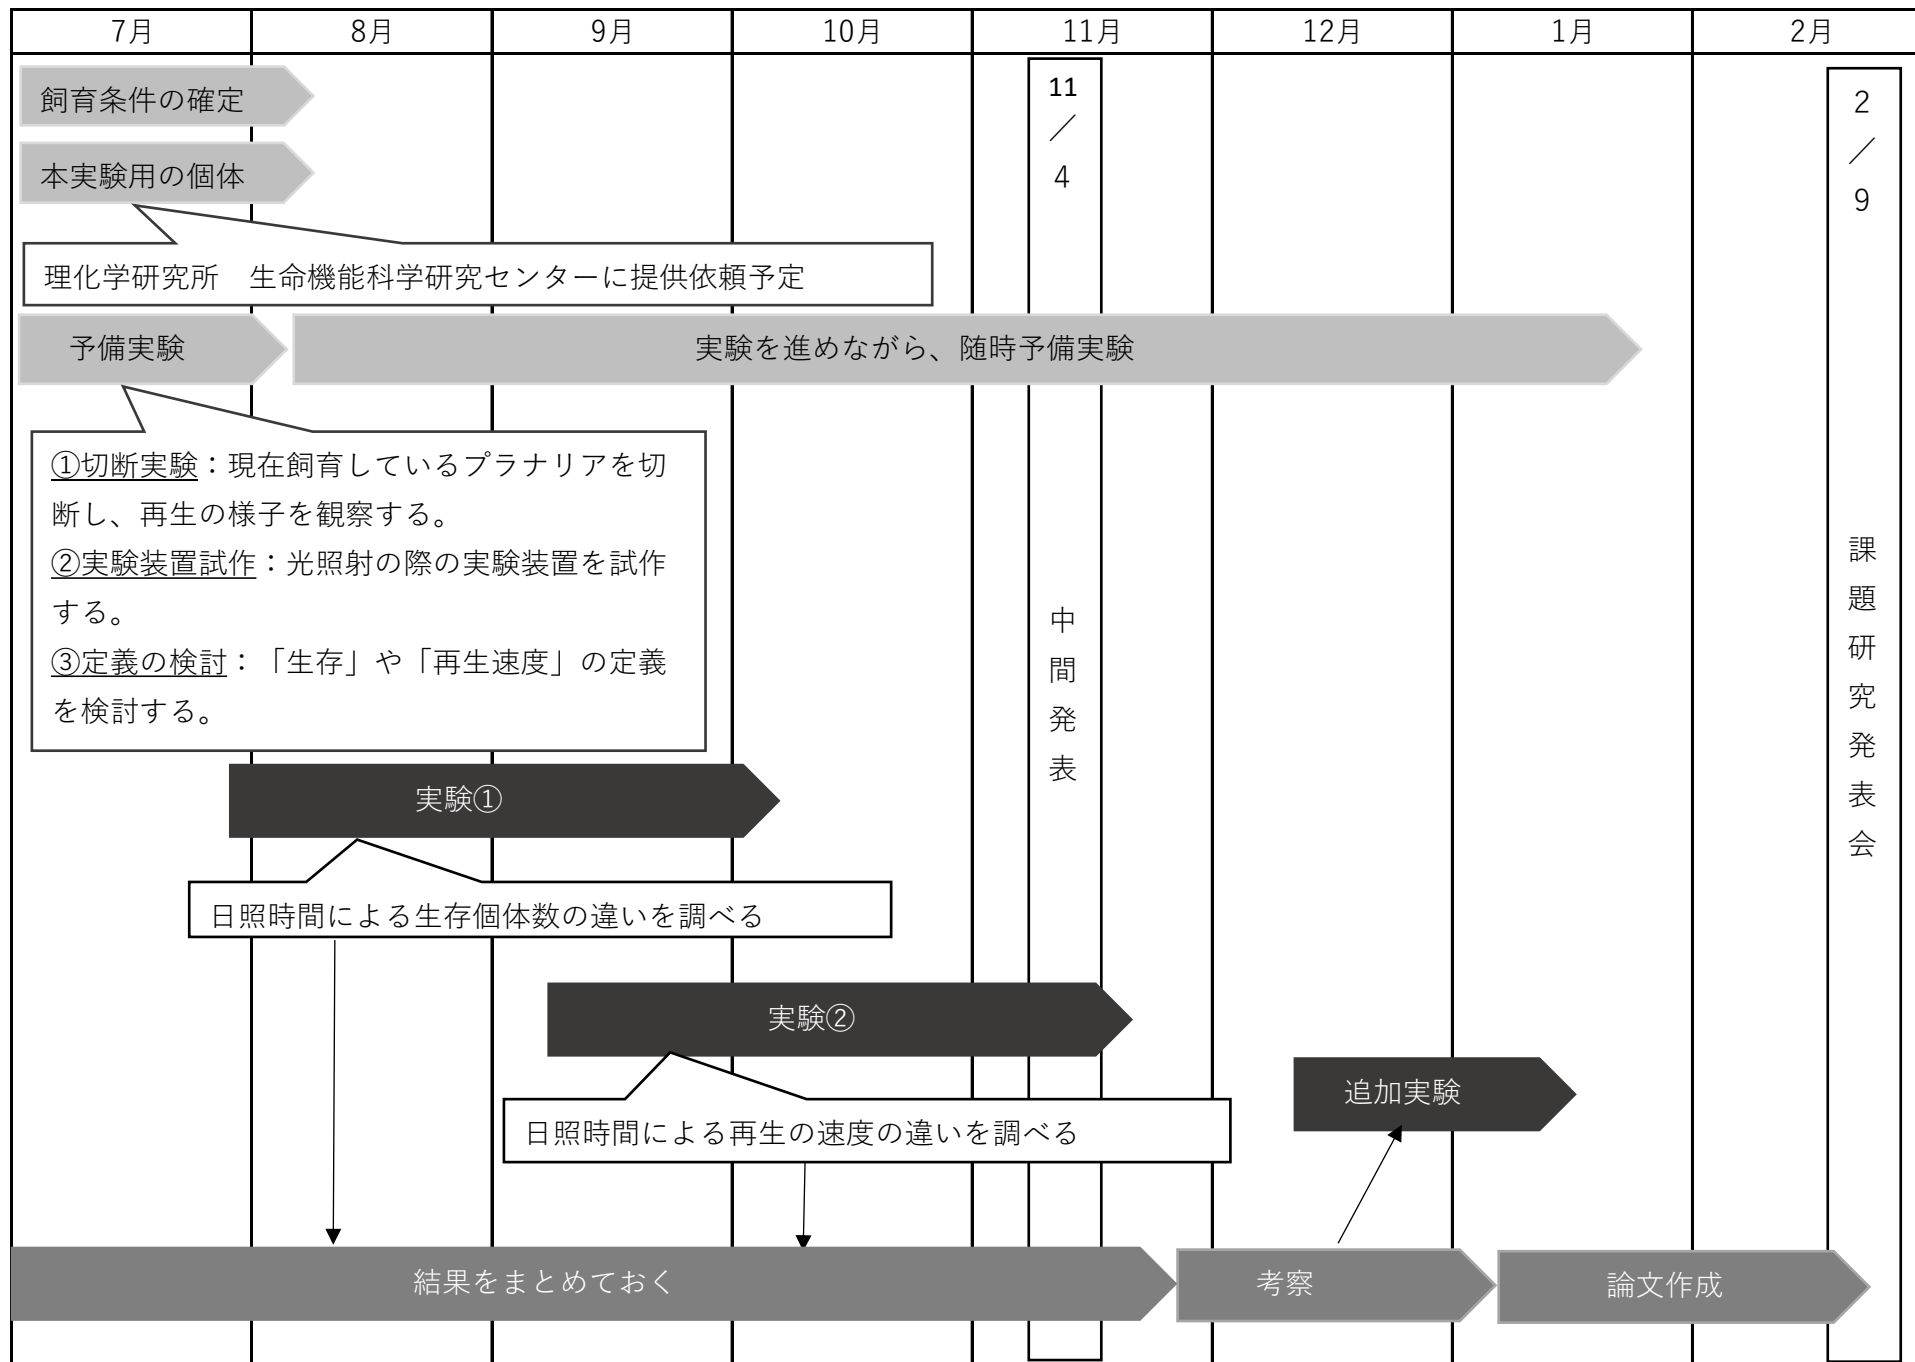 7月
8月
9月
10月
11月
12月
1月
2月
飼育条件の確定
本実験用の個体
理化学研究所　生命機能科学研究センターに提供依頼予定
予備実験
実験を進めながら、随時予備実験
①切断実験：現在飼育しているプラナリアを切
断し、再生の様子を観察する。
②実験装置試作：光照射の際の実験装置を試作
する。
③定義の検討：「生存」や「再生速度」の定義
を検討する。
11／4
中間発表
2／9
課題研究発表会
実験①
日照時間による生存個体数の違いを調べる
実験②
日照時間による再生の速度の違いを調べる
追加実験
結果をまとめておく
考察
論文作成